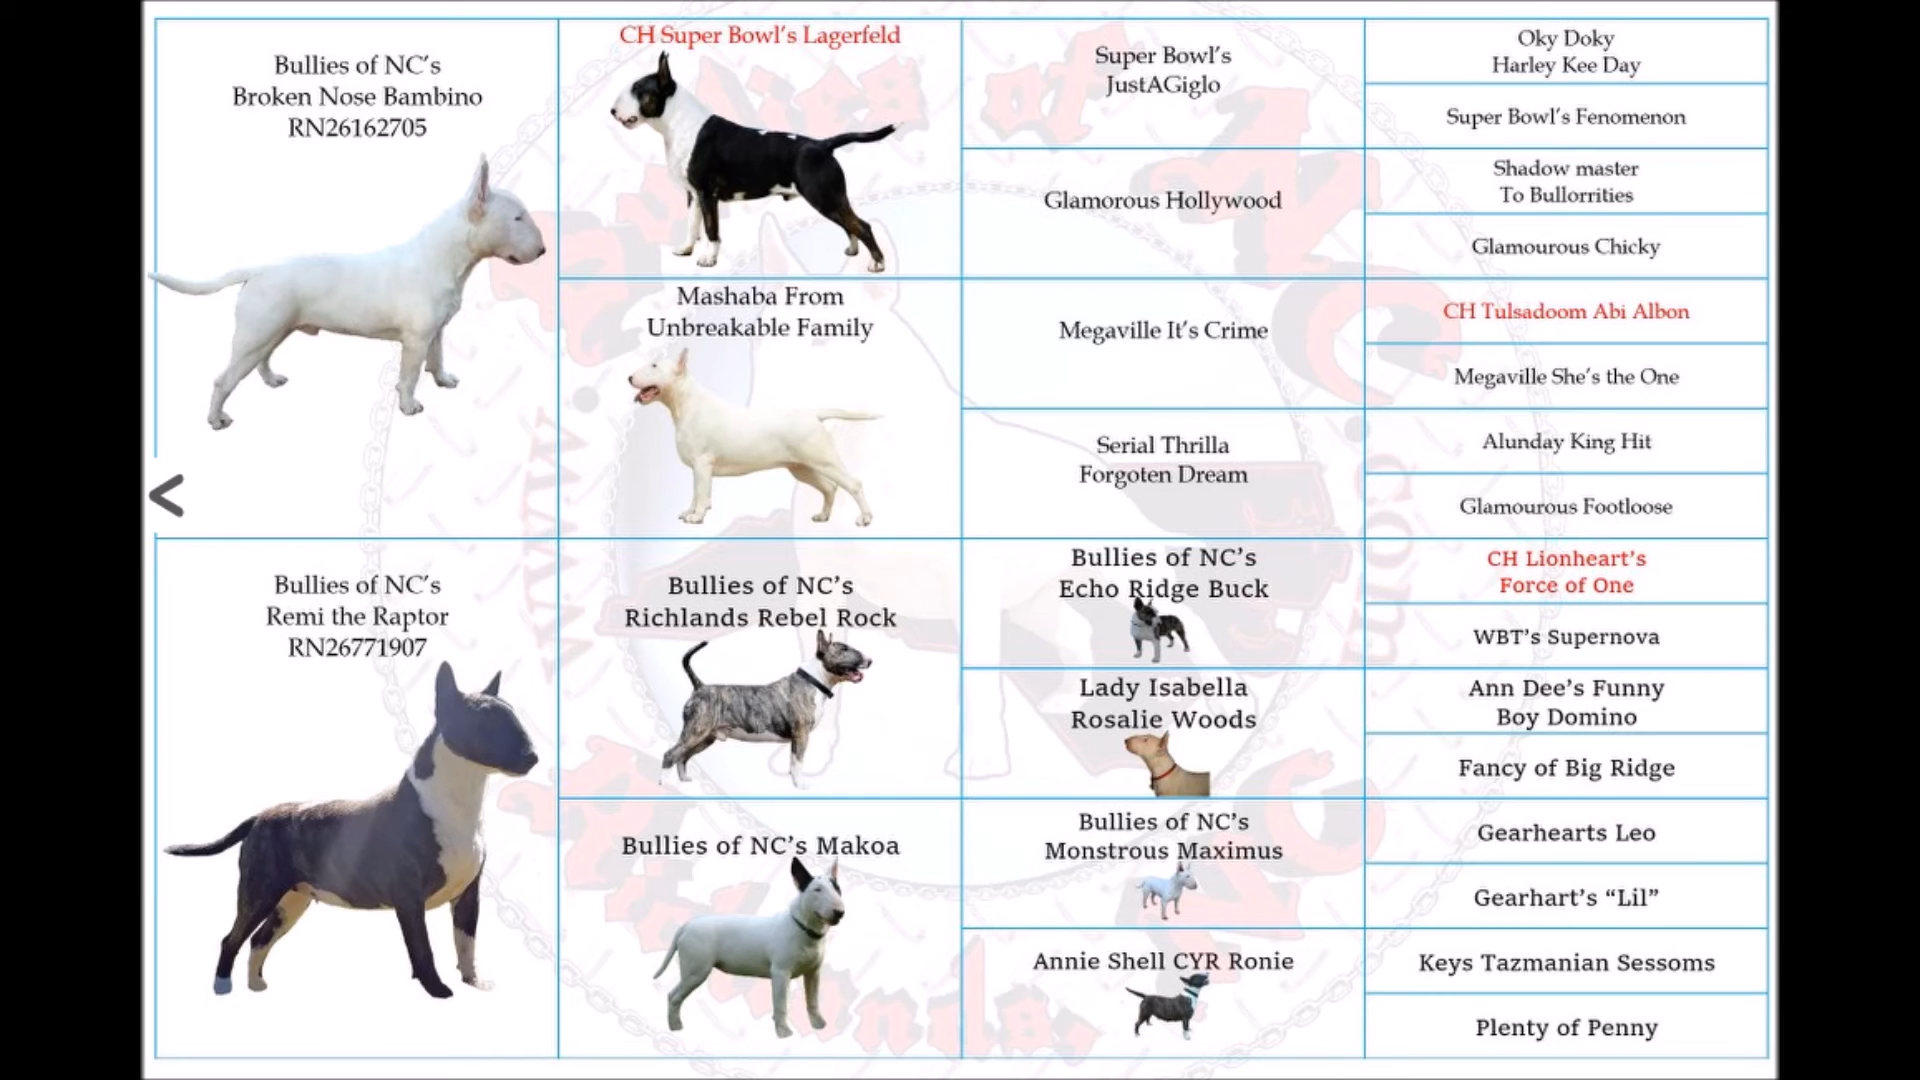 Bullies of NC's
Broken Nose Bambino
RN26162705
CH Super Bowl's Lagerfeld
Super Bowl's
JustAGiglo
Oky Doky
Harley Kee Day
Super Bowl's Fenomenon
Glamorous Hollywood
Shadow master
To Bullorrities
Glamourous Chicky
Mashaba From
Unbreakable Family
Megaville It's Crime
CH Tulsadoom Abi Albon
Megaville She's the One
Serial Thrilla
Forgoten Dream
Alunday King Hit
Glamourous Footloose
<
Bullies of NC's
Remi the Raptor
RN26771907
Bullies of NC's
Richlands Rebel Rock
Bullies of NC's
Echo Ridge Buck
CH Lionheart's
Force of One
WBT's Supernova
Lady Isabella
Rosalie Woods
Ann Dee's Funny
Boy Domino
Fancy of Big Ridge
Bullies of NC's Makoa
Bullies of NC's
Monstrous Maximus
Gearhearts Leo
Gearhart's “Lil”
Annie Shell CYR Ronie
Keys Tazmanian Sessoms
Plenty of Penny